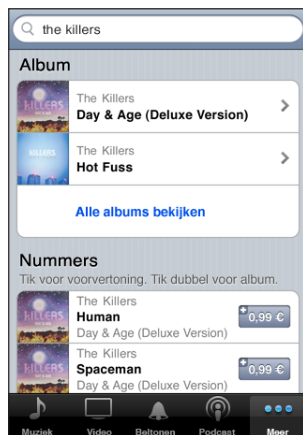 the killers
Album
The Killers
Day & Age (Deluxe Version)
The Killers
Hot Fuss
Alle albums bekijken
Nummers
Tik voor voorvertoning. Tik dubbel voor album.
The Killers
Human
Day & Age (Deluxe Version)
0,99 €
The Killers
Spaceman
Day & Age (Deluxe Version)
0,99 €
Muziek Video Beltonen Podcast Meer